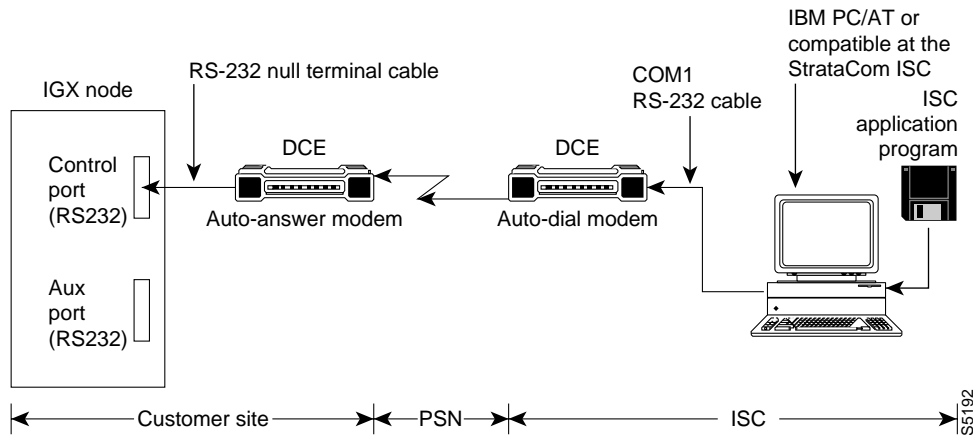 IBM PC/AT or
compatible at the
StrataCom ISC
RS-232 null terminal cable
COM1
RS-232 cable
ISC
application
program
IGX node
DCE
DCE
Control
port
(RS232)
Auto-answer modem
Auto-dial modem
Aux
port
(RS232)
Customer site
PSN
ISC
S5192